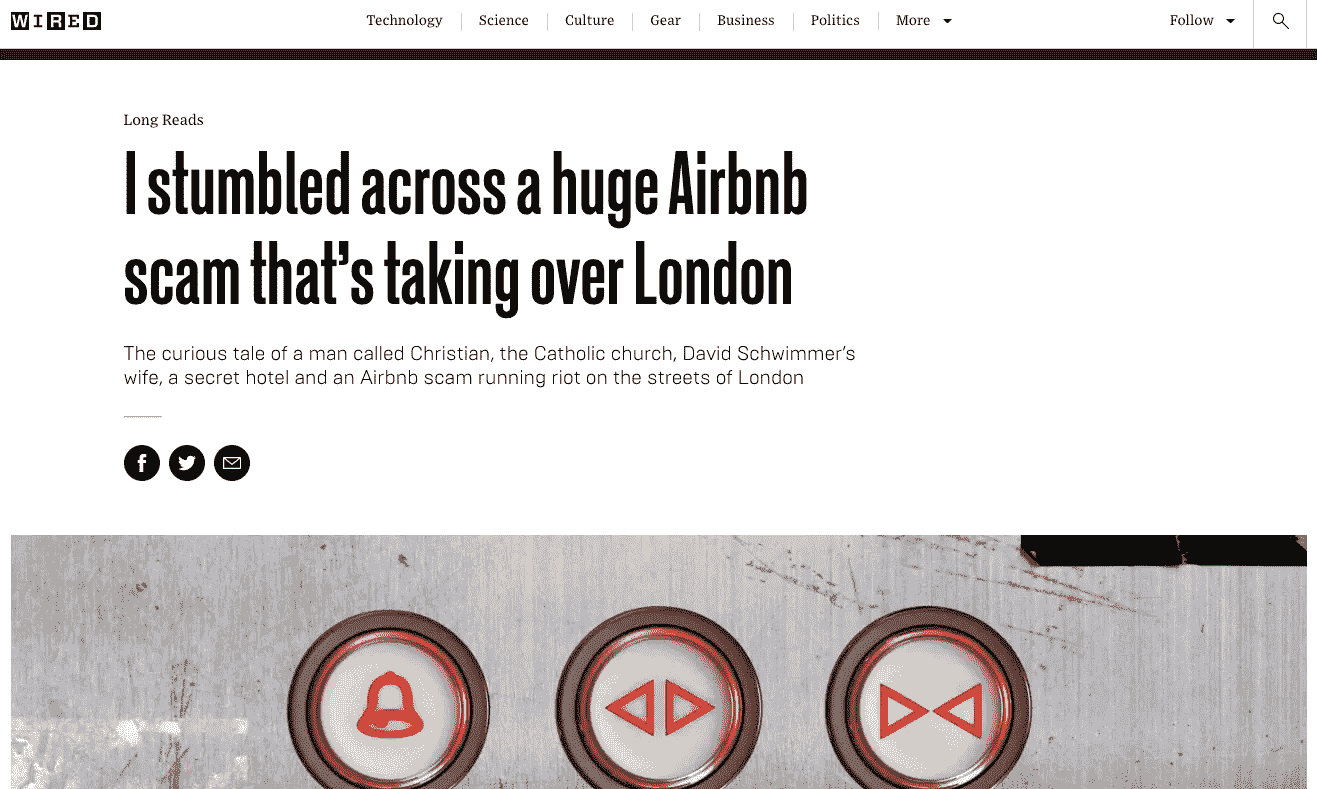 WIRED
Technology
Science
Culture
Gear
Business
Politics
More
Follow
Long Reads
I stumbled across a huge Airbnb
scam that’s taking over London
The curious tale of a man called Christian, the Catholic church, David Schwimmer’s
wife, a secret hotel and an Airbnb scam running riot on the streets of London